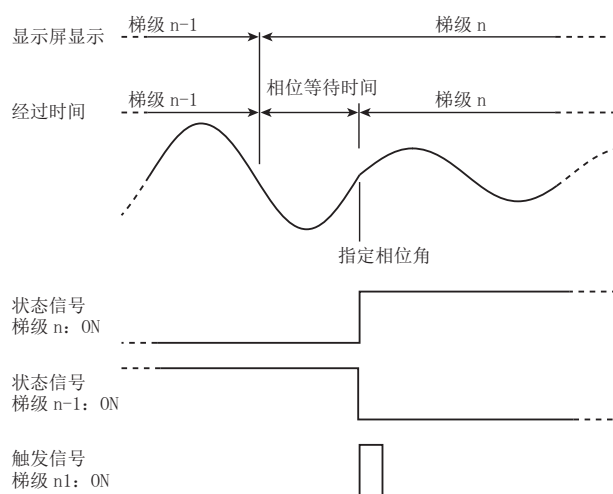 显示屏显示
梯级 n-1
梯级 n
相位等待时间
经过时间
梯级 n-1
梯级 n
指定相位角
状态信号
梯级 n：ON
状态信号
梯级 n-1：ON
触发信号
梯级 n1：ON